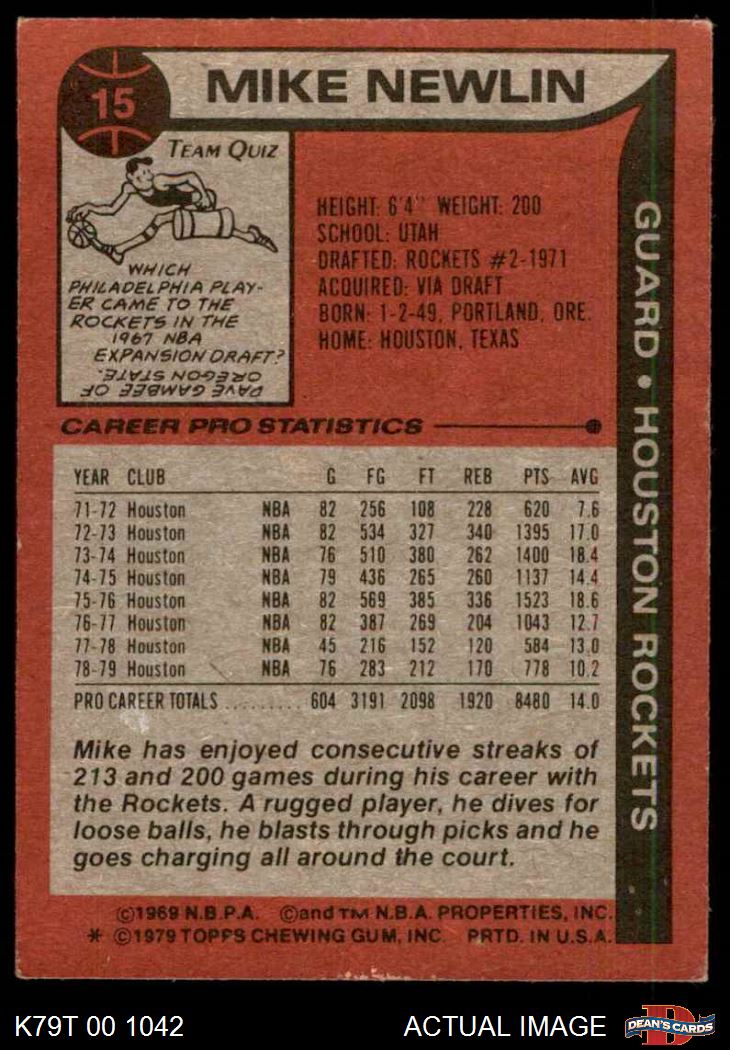 15
MIKE NEWLIN
TEAM QUIZ
WHICH
PHILADELPHIA PLAY-
ER CAME TO THE
ROCKETS IN THE
1967 NBA
EXPANSION DRAFT?
DAVE GAMBEE OF
OREGON STATE.
HEIGHT: 6'4" WEIGHT: 200
SCHOOL: UTAH
DRAFTED: ROCKETS #2-1971
ACQUIRED: VIA DRAFT
BORN: 1-2-49, PORTLAND, ORE.
HOME: HOUSTON, TEXAS
GUARD • HOUSTON ROCKETS
CAREER PRO STATISTICS
YEAR CLUB G FG FT REB PTS AVG
71-72 Houston NBA 82 256 108 228 620 7.6
72-73 Houston NBA 82 534 327 340 1395 17.0
73-74 Houston NBA 76 510 380 262 1400 18.4
74-75 Houston NBA 79 436 265 260 1137 14.4
75-76 Houston NBA 82 569 385 336 1523 18.6
76-77 Houston NBA 82 387 269 204 1043 12.7
77-78 Houston NBA 45 216 152 120 584 13.0
78-79 Houston NBA 76 283 212 170 778 10.2
PRO CAREER TOTALS ......... 604 3191 2098 1920 8480 14.0
Mike has enjoyed consecutive streaks of
213 and 200 games during his career with
the Rockets. A rugged player, he dives for
loose balls, he blasts through picks and he
goes charging all around the court.
©1969 N.B.P.A. ©and TM N.B.A. PROPERTIES, INC.
* ©1979 TOPPS CHEWING GUM, INC. PRTD. IN U.S.A.
K79T 00 1042
ACTUAL IMAGE
D
DEAN'S CARDS